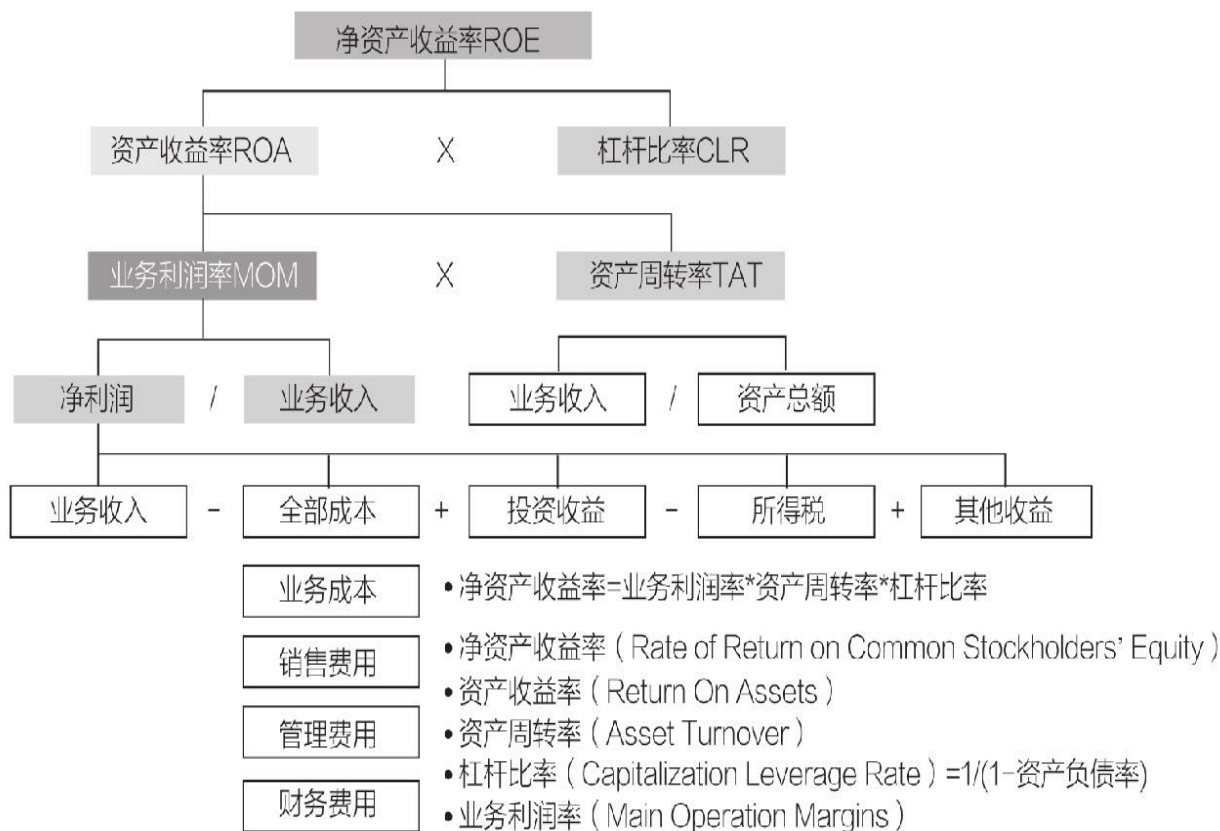 净资产收益率ROE
资产收益率ROA X 杠杆比率CLR
业务利润率MOM X 资产周转率TAT
净利润 / 业务收入 业务收入 / 资产总额
业务收入 - 全部成本 + 投资收益 - 所得税 + 其他收益
业务成本
销售费用
管理费用
财务费用
•净资产收益率=业务利润率*资产周转率*杠杆比率
•净资产收益率（Rate of Return on Common Stockholders’ Equity）
•资产收益率（Return On Assets）
•资产周转率（Asset Turnover）
•杠杆比率（Capitalization Leverage Rate）=1/(1-资产负债率)
•业务利润率（Main Operation Margins）